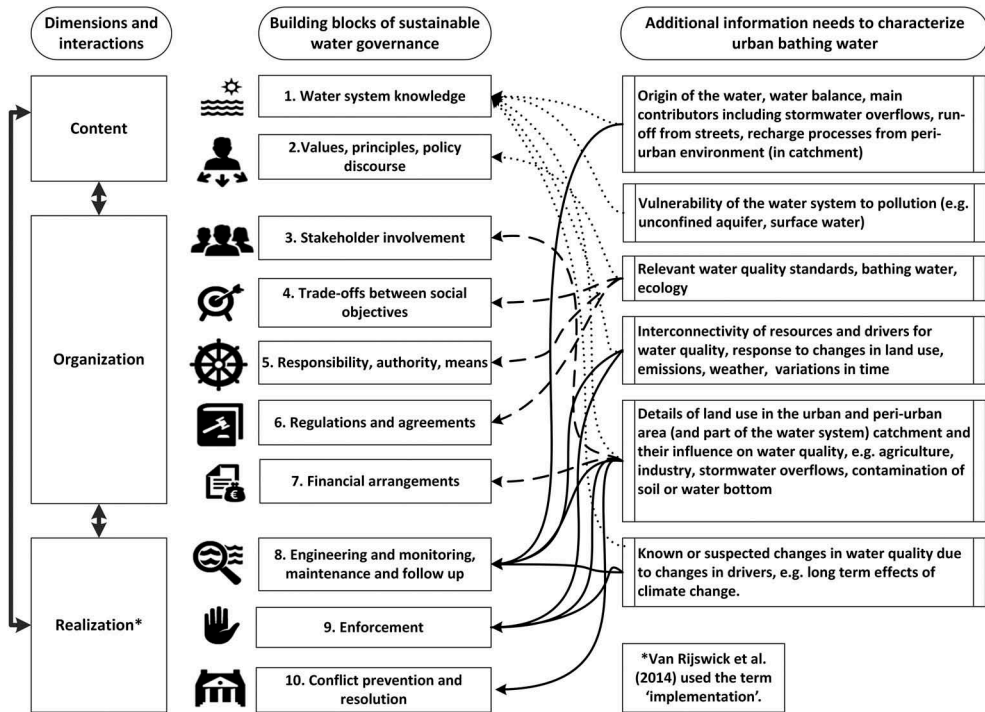 Dimensions and
interactions
Building blocks of sustainable
water governance
Additional information needs to characterize
urban bathing water
Content
Organization
Realization*
1. Water system knowledge
2.Values, principles, policy
discourse
3. Stakeholder involvement
4. Trade-offs between social
objectives
5. Responsibility, authority, means
6. Regulations and agreements
7. Financial arrangements
8. Engineering and monitoring,
maintenance and follow up
9. Enforcement
10. Conflict prevention and
resolution
Origin of the water, water balance, main
contributors including stormwater overflows, run-
off from streets, recharge processes from peri-
urban environment (in catchment)
Vulnerability of the water system to pollution (e.g.
unconfined aquifer, surface water)
Relevant water quality standards, bathing water,
ecology
Interconnectivity of resources and drivers for
water quality, response to changes in land use,
emissions, weather, variations in time
Details of land use in the urban and peri-urban
area (and part of the water system) catchment and
their influence on water quality, e.g. agriculture,
industry, stormwater overflows, contamination of
soil or water bottom
Known or suspected changes in water quality due
to changes in drivers, e.g. long term effects of
climate change.
*Van Rijswick et al.
(2014) used the term
‘implementation’.